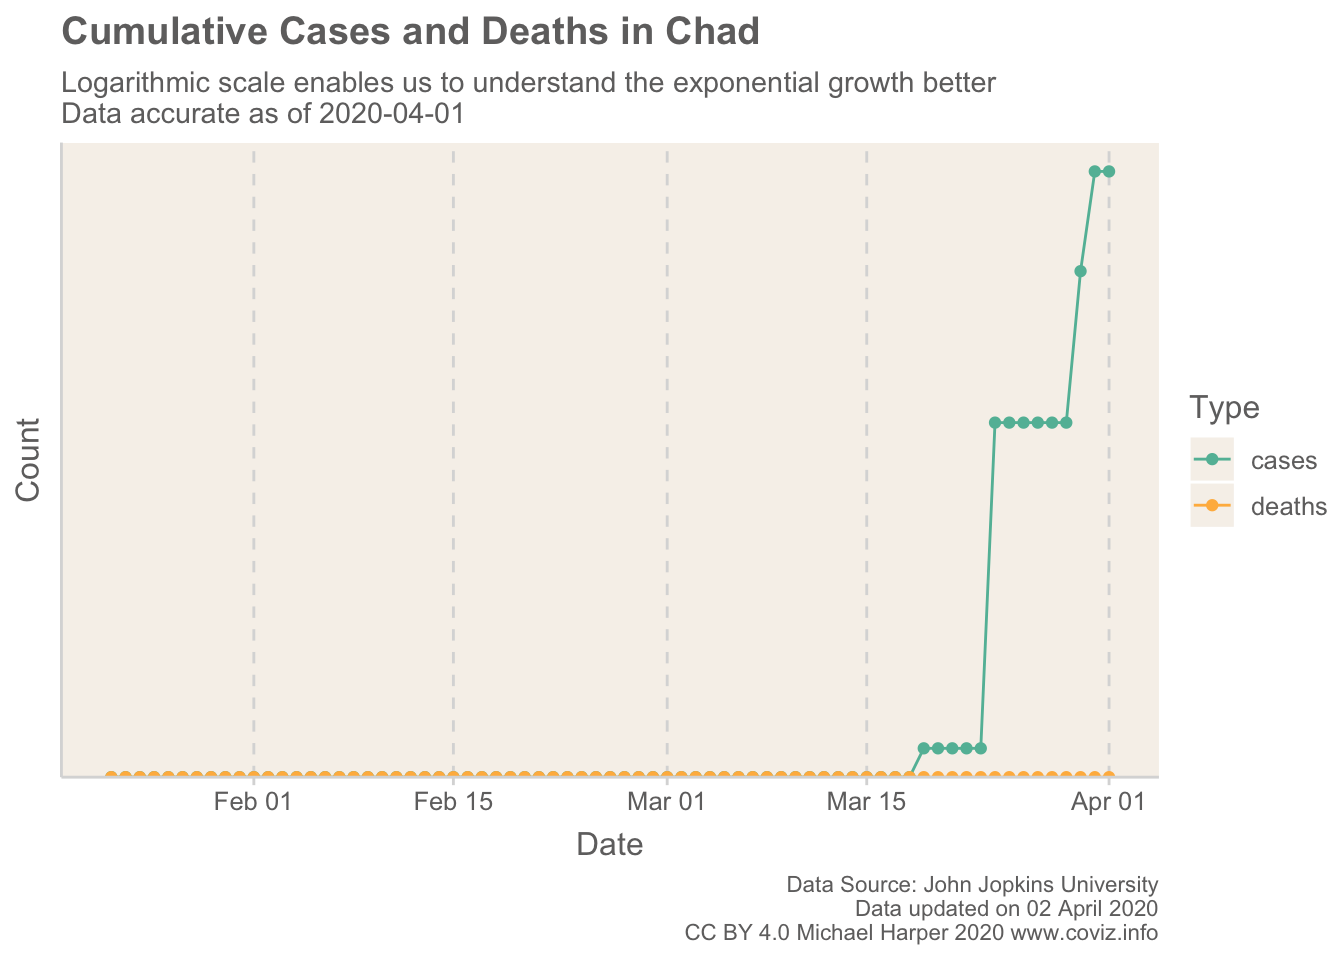 Cumulative Cases and Deaths in Chad
Logarithmic scale enables us to understand the exponential growth better
Data accurate as of 2020-04-01
Count
Type
cases
deaths
Feb 01
Feb 15
Mar 01
Mar 15
Apr 01
Date
Data Source: John Jopkins University
Data updated on 02 April 2020
CC BY 4.0 Michael Harper 2020 www.coviz.info